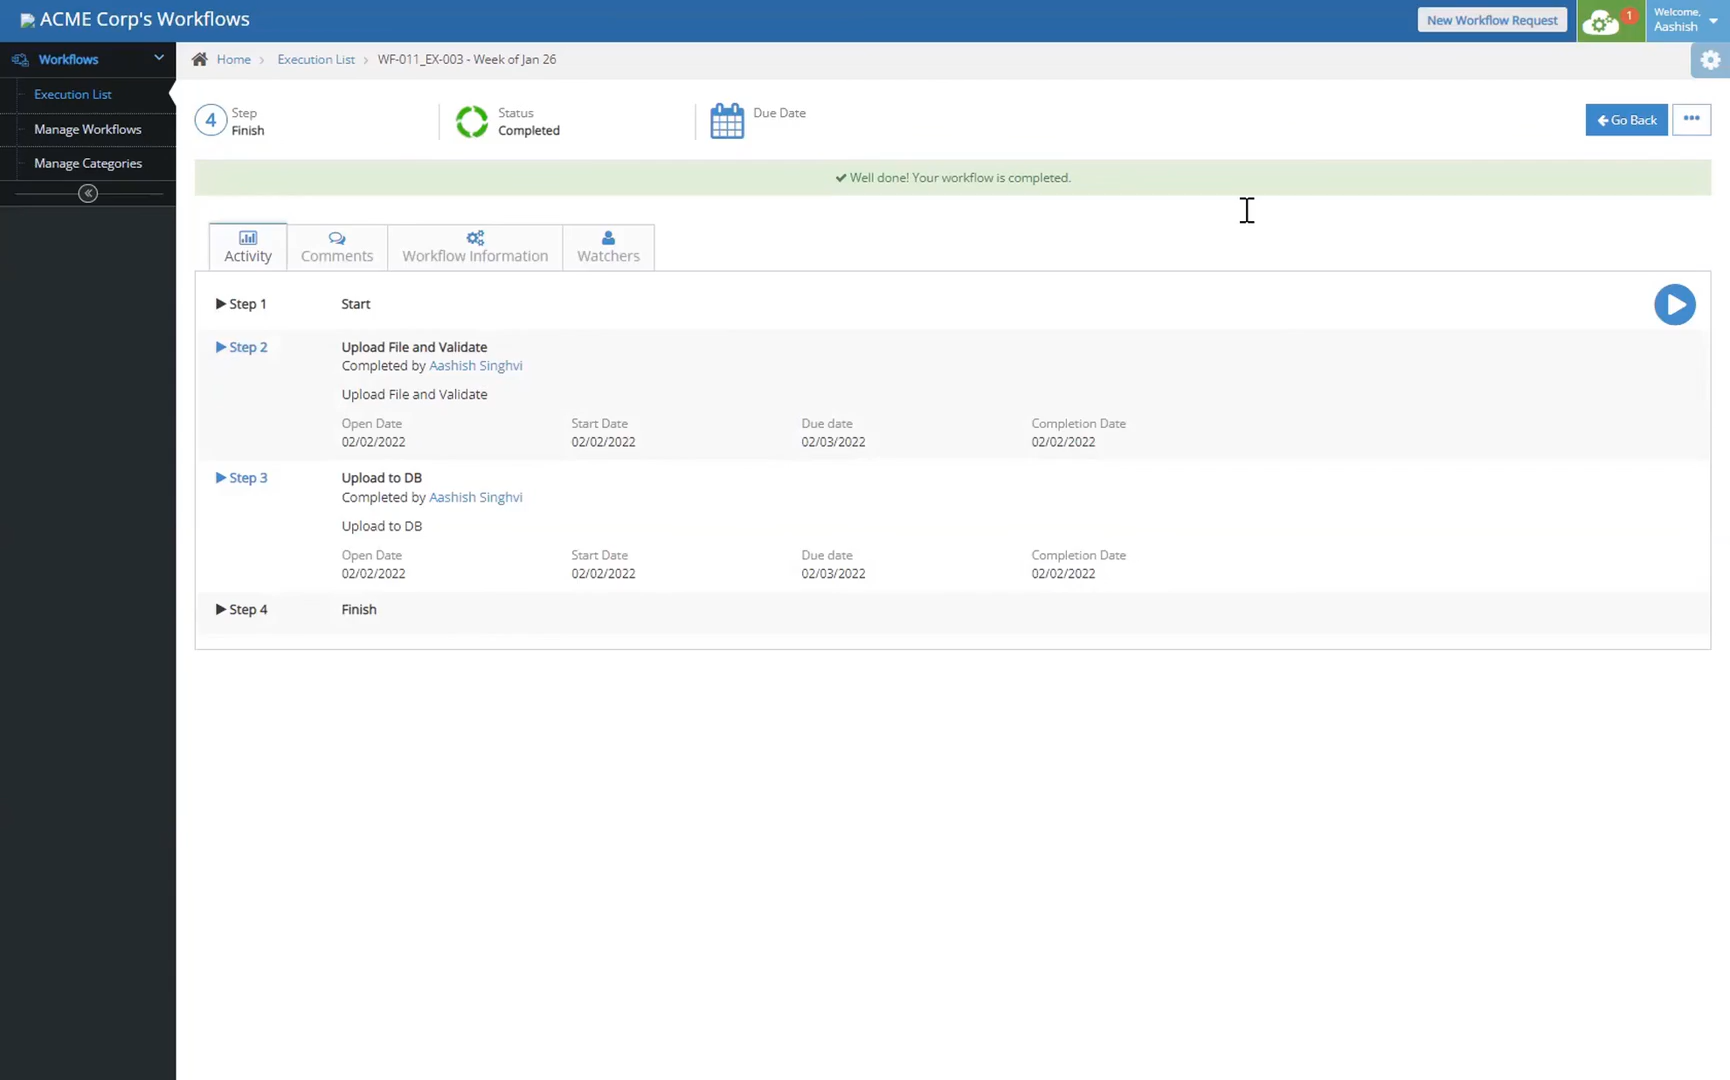 ACME Corp's Workflows
New Workflow Request
1
Welcome,
Aashish
Workflows
Execution List
Manage Workflows
Manage Categories
Home
Execution List
WF-011_EX-003 - Week of Jan 26
4
Step
Finish
Status
Completed
Due Date
Go Back
Well done! Your workflow is completed.
Activity
Comments
Workflow Information
Watchers
Step 1
Start
Step 2
Upload File and Validate
Completed by Aashish Singhvi
Upload File and Validate
Open Date
Start Date
Due date
Completion Date
02/02/2022
02/02/2022
02/03/2022
02/02/2022
Step 3
Upload to DB
Completed by Aashish Singhvi
Upload to DB
Open Date
Start Date
Due date
Completion Date
02/02/2022
02/02/2022
02/03/2022
02/02/2022
Step 4
Finish